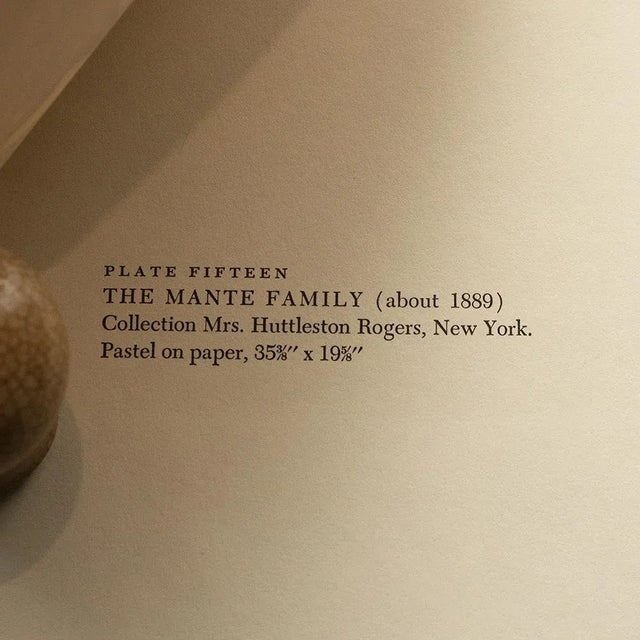 PLATE FIFTEEN
THE MANTE FAMILY (about 1889)
Collection Mrs. Huttleston Rogers, New York.
Pastel on paper, 35⅜″ x 19⅝″